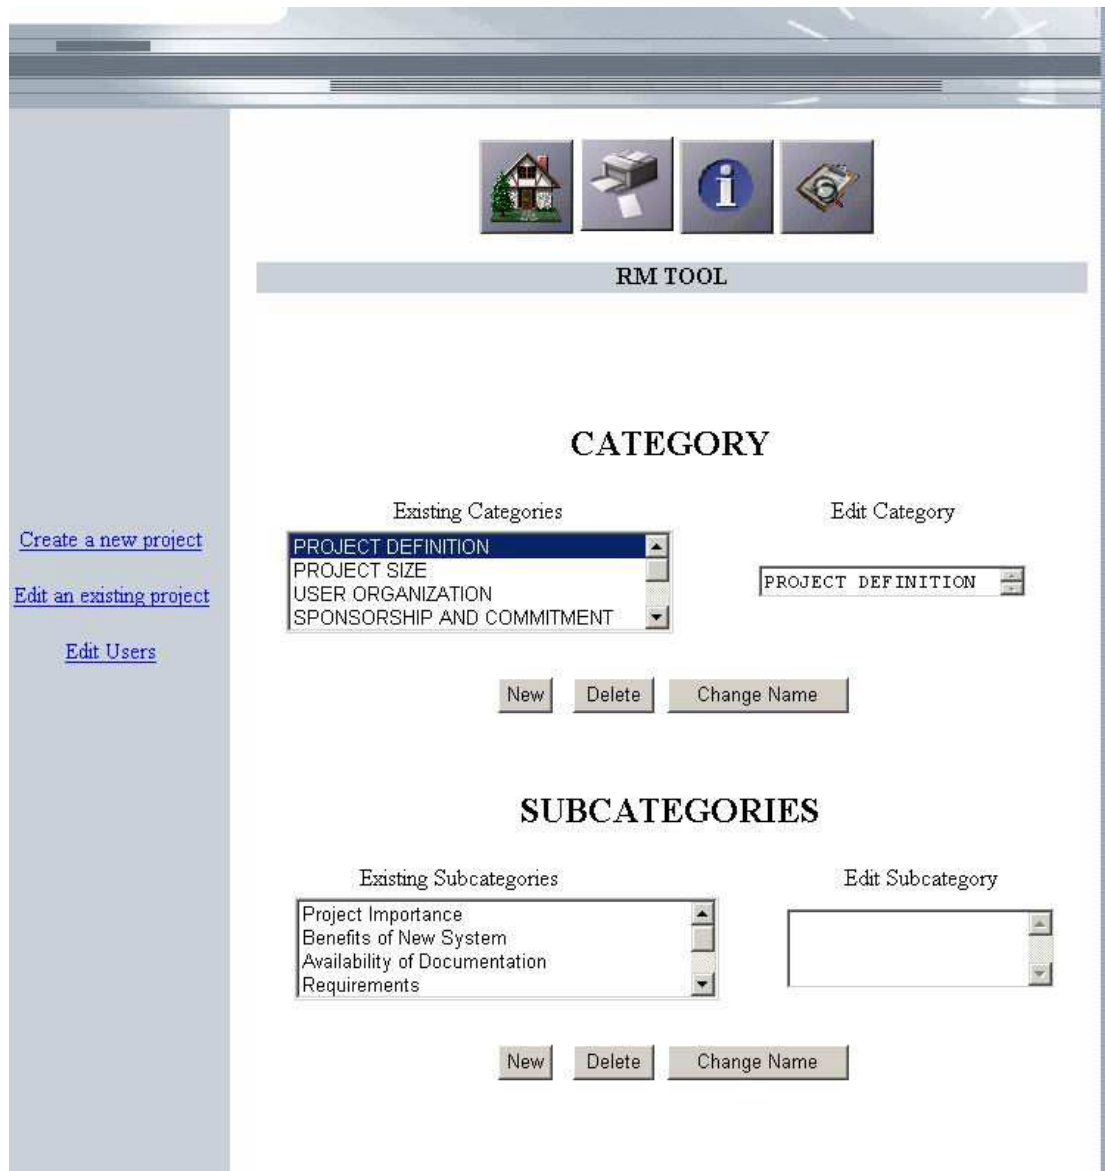 RM TOOL
CATEGORY
Existing Categories
Edit Category
PROJECT DEFINITION
PROJECT SIZE
USER ORGANIZATION
SPONSORSHIP AND COMMITMENT
PROJECT DEFINITION
Create a new project
Edit an existing project
Edit Users
New
Delete
Change Name
SUBCATEGORIES
Existing Subcategories
Edit Subcategory
Project Importance
Benefits of New System
Availability of Documentation
Requirements
New
Delete
Change Name